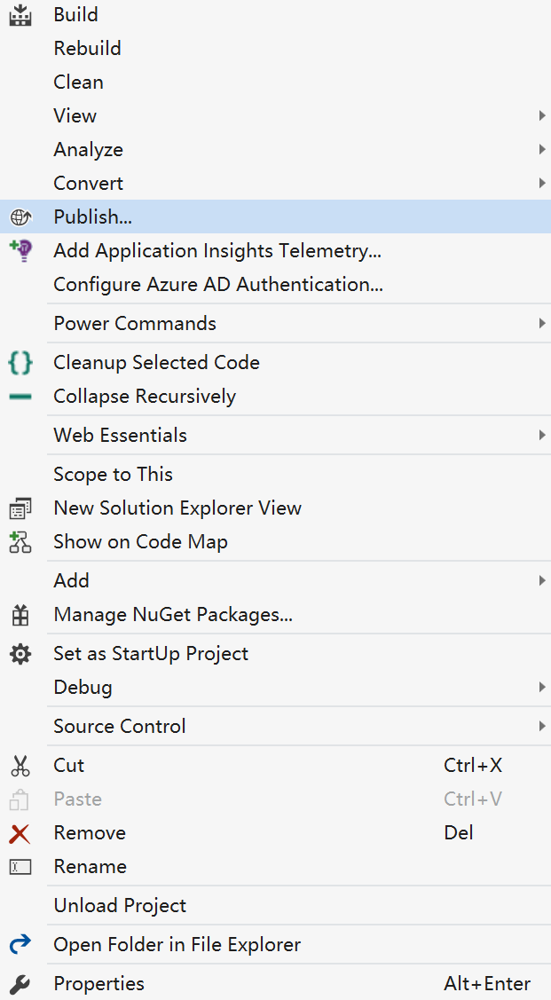 Build
Rebuild
Clean
View
Analyze
Convert
Publish...
Add Application Insights Telemetry...
Configure Azure AD Authentication...
Power Commands
Cleanup Selected Code
Collapse Recursively
Web Essentials
Scope to This
New Solution Explorer View
Show on Code Map
Add
Manage NuGet Packages...
Set as StartUp Project
Debug
Source Control
Cut Ctrl+X
Paste Ctrl+V
Remove Del
Rename
Unload Project
Open Folder in File Explorer
Properties Alt+Enter